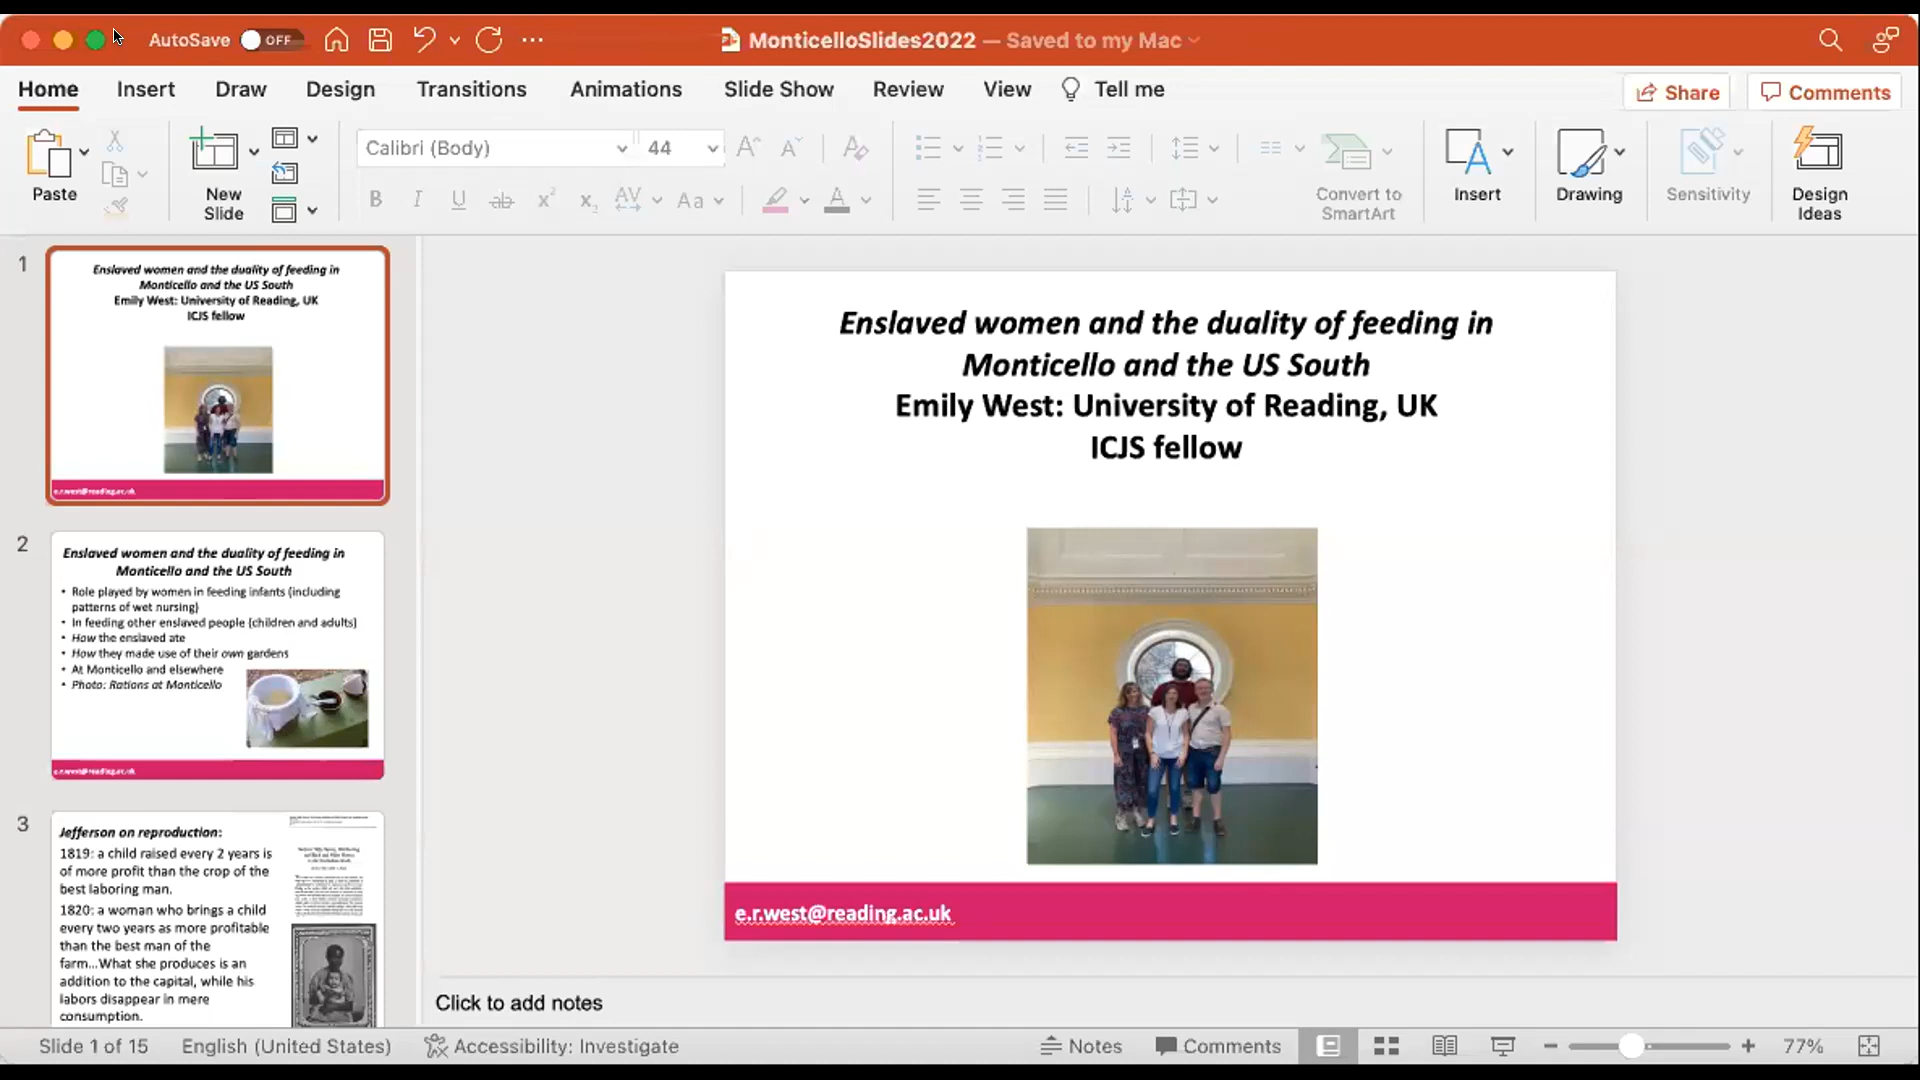 AutoSave OFF
MonticelloSlides2022 — Saved to my Mac
Home Insert Draw Design Transitions Animations Slide Show Review View Tell me
Share Comments
Paste
New
Slide
Calibri (Body) 44
Convert to
SmartArt
Insert
Drawing
Sensitivity
Design
Ideas
1
Enslaved women and the duality of feeding in
Monticello and the US South
Emily West: University of Reading, UK
ICJS fellow
e.r.west@reading.ac.uk
2
Enslaved women and the duality of feeding in
Monticello and the US South
• Role played by women in feeding infants (including
patterns of wet nursing)
• In feeding other enslaved people (children and adults)
• How the enslaved ate
• How they made use of their own gardens
• At Monticello and elsewhere
• Photo: Rations at Monticello
e.r.west@reading.ac.uk
3
Jefferson on reproduction:
1819: a child raised every 2 years is
of more profit than the crop of the
best laboring man.
1820: a woman who brings a child
every two years as more profitable
than the best man of the
farm...What she produces is an
addition to the capital, while his
labors disappear in mere
consumption.
Enslaved women and the duality of feeding in
Monticello and the US South
Emily West: University of Reading, UK
ICJS fellow
e.r.west@reading.ac.uk
Click to add notes
Slide 1 of 15 English (United States) Accessibility: Investigate Notes Comments 77%